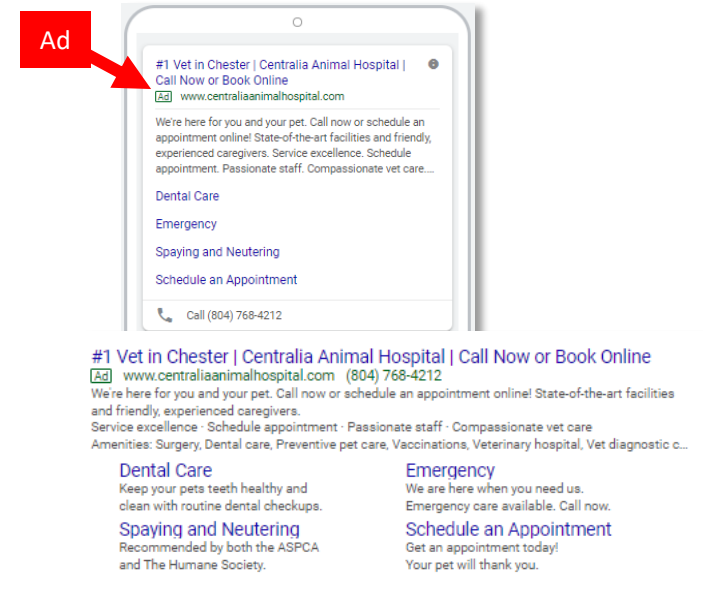 Ad
#1 Vet in Chester | Centralia Animal Hospital |
Call Now or Book Online
Ad www.centraliaanimalhospital.com
We're here for you and your pet. Call now or schedule an
appointment online! State-of-the-art facilities and friendly,
experienced caregivers. Service excellence. Schedule
appointment. Passionate staff. Compassionate vet care....
Dental Care
Emergency
Spaying and Neutering
Schedule an Appointment
Call (804) 768-4212
#1 Vet in Chester | Centralia Animal Hospital | Call Now or Book Online
Ad www.centraliaanimalhospital.com (804) 768-4212
We're here for you and your pet. Call now or schedule an appointment online! State-of-the-art facilities
and friendly, experienced caregivers.
Service excellence · Schedule appointment · Passionate staff · Compassionate vet care
Amenities: Surgery, Dental care, Preventive pet care, Vaccinations, Veterinary hospital, Vet diagnostic c...
Dental Care
Keep your pets teeth healthy and
clean with routine dental checkups.
Emergency
We are here when you need us.
Emergency care available. Call now.
Spaying and Neutering
Recommended by both the ASPCA
and The Humane Society.
Schedule an Appointment
Get an appointment today!
Your pet will thank you.